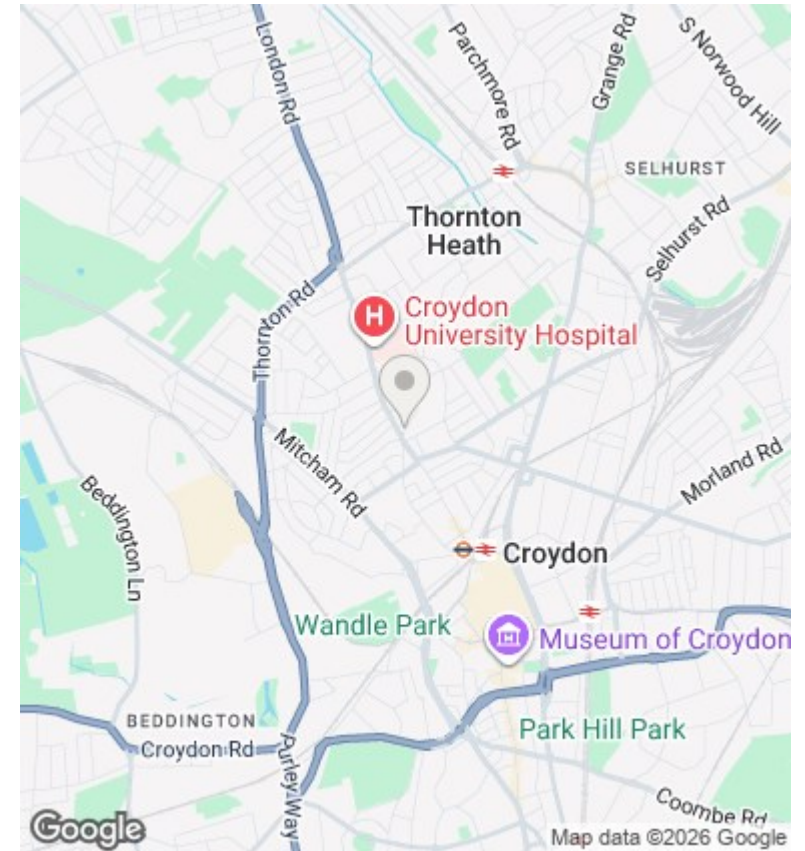 London Rd
Parchmore Rd
Grange Rd
S Norwood Hill
SELHURST
Thornton
Heath
Selhurst Rd
Thornton Rd
H
Croydon
University Hospital
Mitcham Rd
Morland Rd
Beddington Ln
Croydon
Wandle Park
Museum of Croydon
BEDDINGTON
Croydon Rd
Purley Way
Park Hill Park
Coombe Rd
Google
Map data ©2026 Google